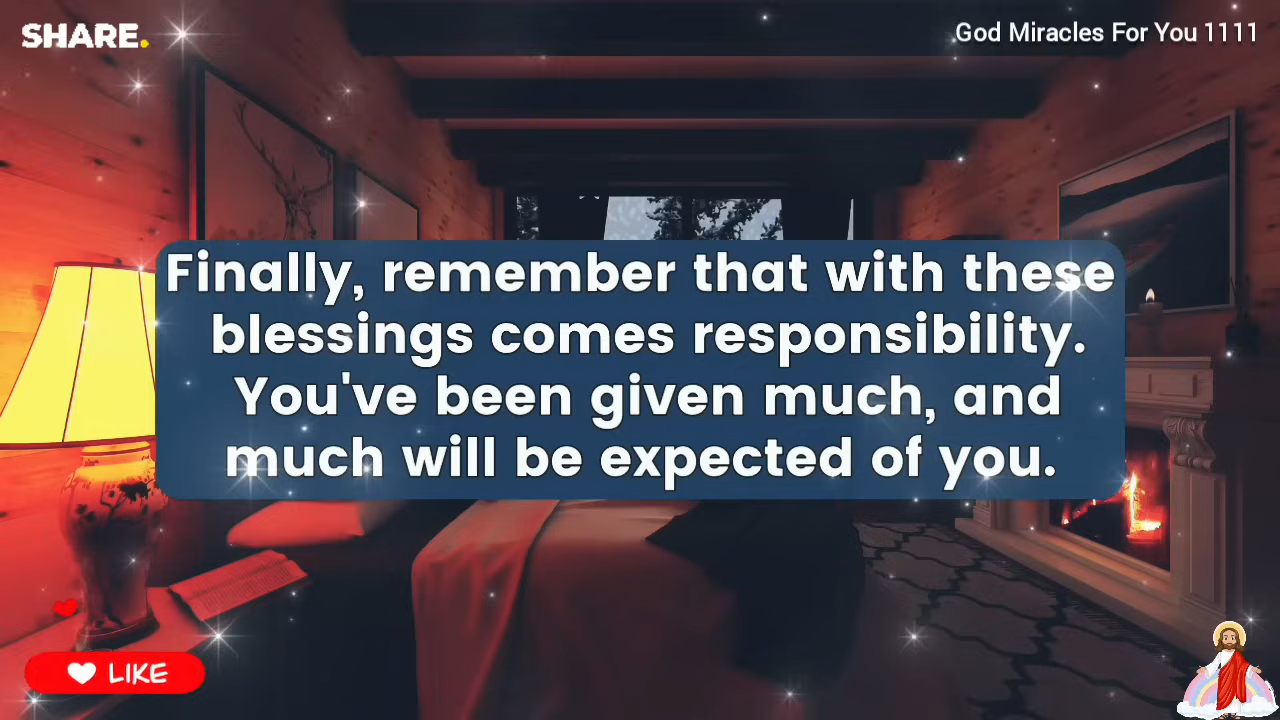 SHARE.
God Miracles For You 1111
Finally, remember that with these
blessings comes responsibility.
You've been given much, and
much will be expected of you.
LIKE